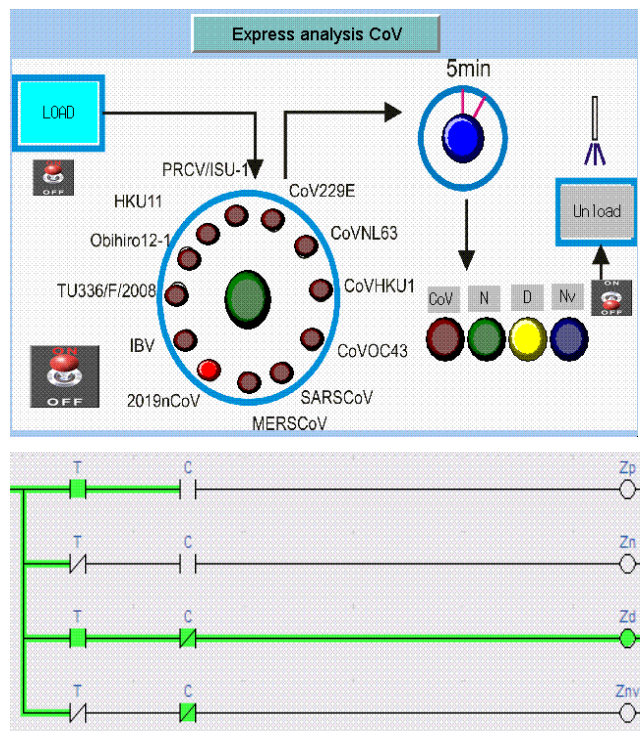 Express analysis CoV
5min
LOAD
OFF
PRCV/ISU-1
CoV229E
HKU11
CoVNL63
Unload
Obihiro12-1
TU336/F/2008
CoVHKU1
CoV N D Nv
OFF
IBV
CoVOC43
ON
OFF
2019nCoV
SARSCoV
MERSCoV
T C Zp
T C Zn
T C Zd
T C Znv